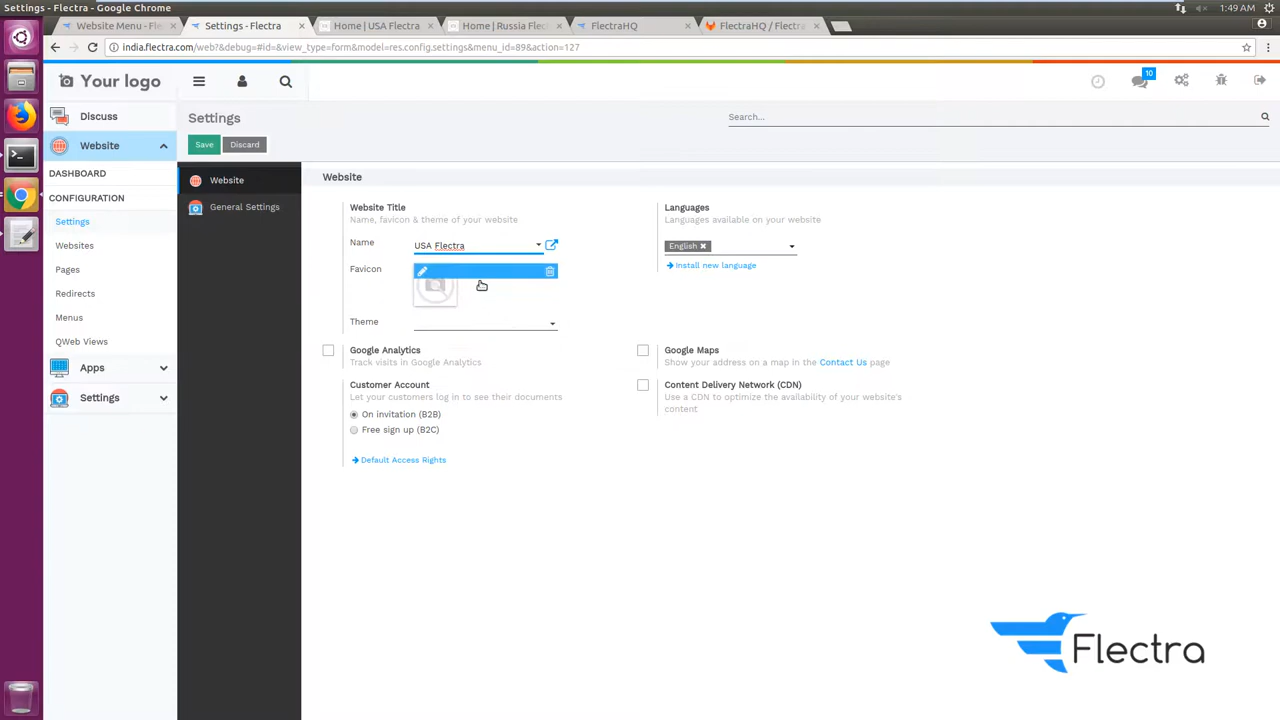 Settings - Flectra - Google Chrome
1:49 AM
Website Menu - Flect
Settings - Flectra
Home | USA Flectra
Home | Russia Flec
FlectraHQ
FlectraHQ / Flectra
india.flectra.com/web?&debug=#id=&view_type=form&model=res.config.settings&menu_id=89&action=127
Your logo
10
Discuss
Website
DASHBOARD
CONFIGURATION
Settings
Websites
Pages
Redirects
Menus
QWeb Views
Apps
Settings
Settings
Search...
Save
Discard
Website
General Settings
Website
Website Title
Name, favicon & theme of your website
Name
USA Flectra
Favicon
Theme
Languages
Languages available on your website
English
Install new language
Google Analytics
Track visits in Google Analytics
Google Maps
Show your address on a map in the Contact Us page
Customer Account
Let your customers log in to see their documents
On invitation (B2B)
Free sign up (B2C)
Default Access Rights
Content Delivery Network (CDN)
Use a CDN to optimize the availability of your website's
content
Flectra